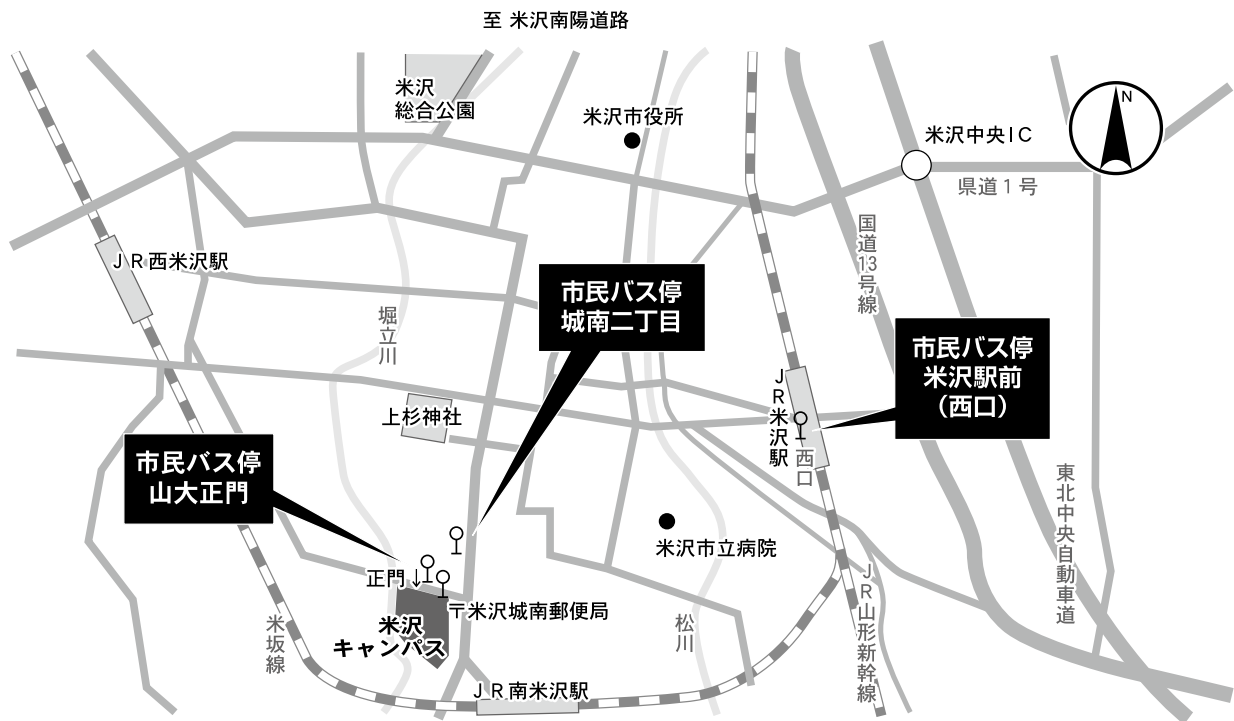 至 米沢南陽道路
米沢
総合公園
米沢市役所
N
米沢中央IC
県道1号
国道13号線
JR西米沢駅
市民バス停
城南二丁目
堀立川
市民バス停
米沢駅前
(西口)
JR米沢駅
西口
上杉神社
市民バス停
山大正門
東北中央自動車道
米沢市立病院
正門↓
〒米沢城南郵便局
米沢
キャンパス
米坂線
松川
JR山形新幹線
JR南米沢駅